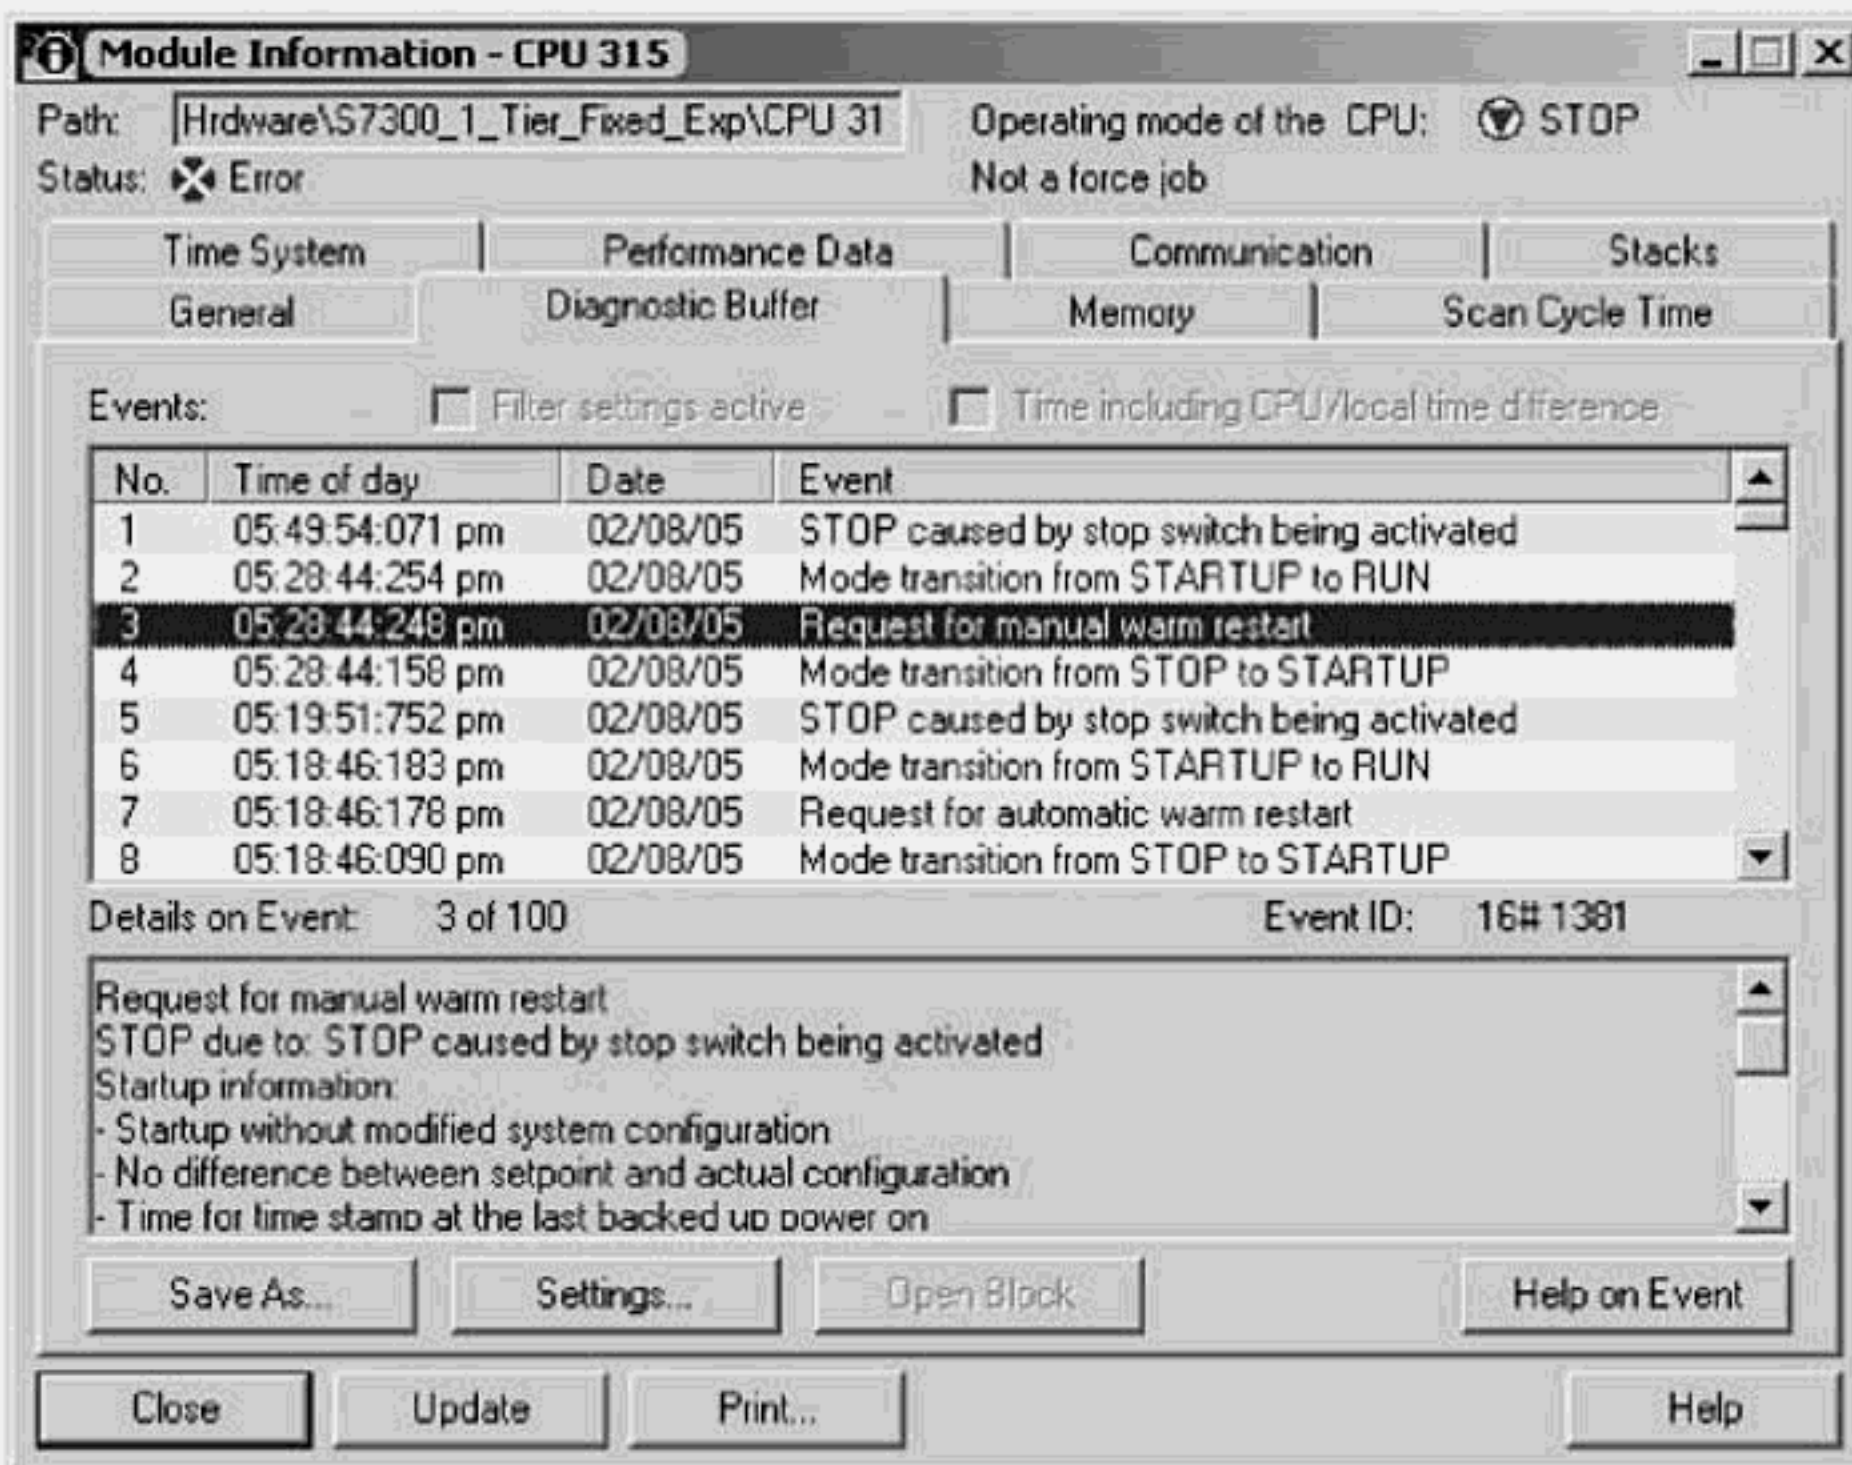 Module Information - CPU 315
Path: Hrdware\S7300_1_Tier_Fixed_Exp\CPU 31 Operating mode of the CPU: STOP
Status: Error Not a force job
Time System Performance Data Communication Stacks
General Diagnostic Buffer Memory Scan Cycle Time
Events: Filter settings active Time including CPU/local time difference
No. Time of day Date Event
1 05:49:54:071 pm 02/08/05 STOP caused by stop switch being activated
2 05:28:44:254 pm 02/08/05 Mode transition from STARTUP to RUN
3 05:28:44:248 pm 02/08/05 Request for manual warm restart
4 05:28:44:158 pm 02/08/05 Mode transition from STOP to STARTUP
5 05:19:51:752 pm 02/08/05 STOP caused by stop switch being activated
6 05:18:46:183 pm 02/08/05 Mode transition from STARTUP to RUN
7 05:18:46:178 pm 02/08/05 Request for automatic warm restart
8 05:18:46:090 pm 02/08/05 Mode transition from STOP to STARTUP
Details on Event: 3 of 100 Event ID: 16# 1381
Request for manual warm restart
STOP due to: STOP caused by stop switch being activated
Startup information:
- Startup without modified system configuration
- No difference between setpoint and actual configuration
- Time for time stamp at the last backed up power on
Save As... Settings... Open Block Help on Event
Close Update Print... Help